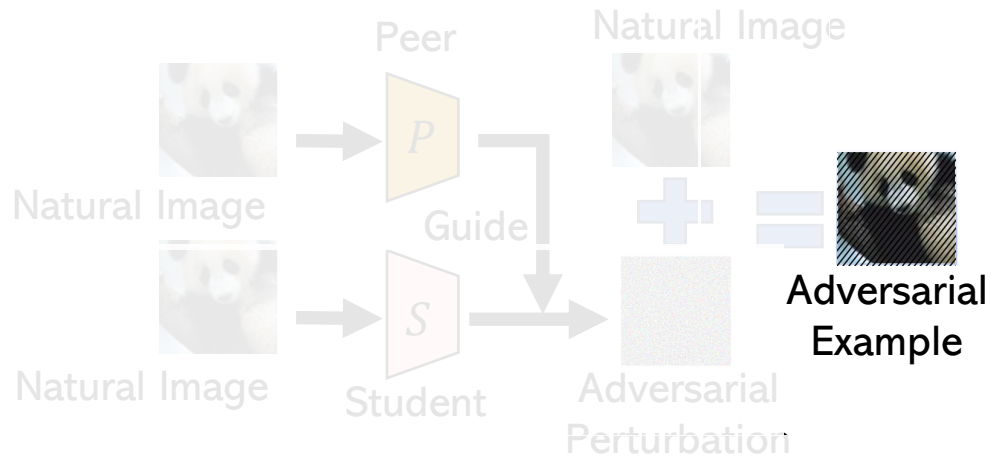 Peer
Natural Image
P
Natural Image
Guide
S
Adversarial
Example
Natural Image
Student
Adversarial
Perturbation